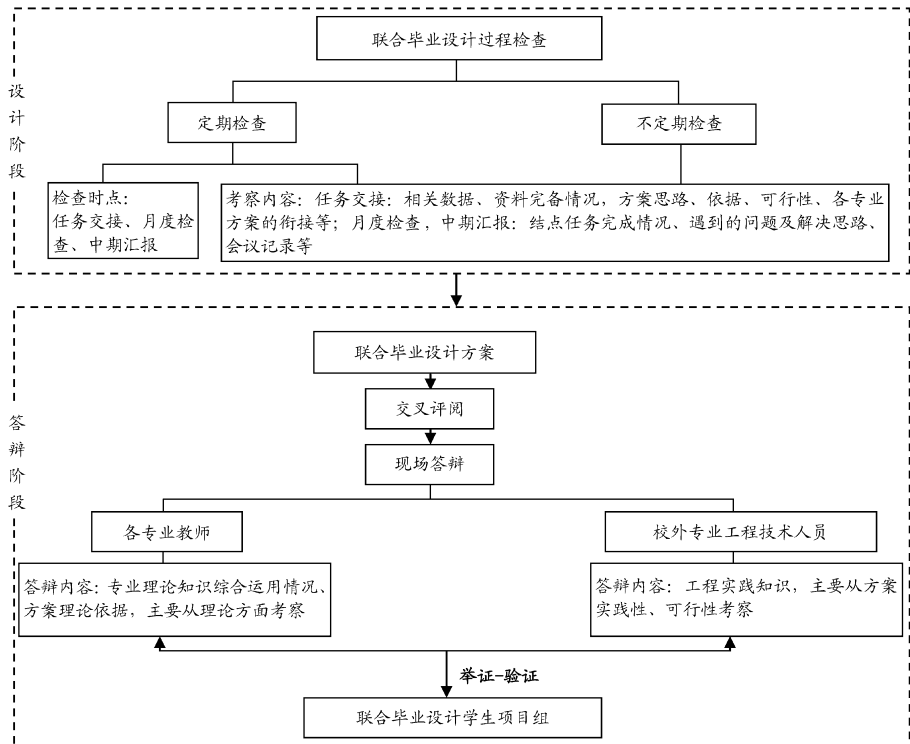 联合毕业设计过程检查
设计阶段
定期检查
不定期检查
检查时点:
任务交接、月度检
查、中期汇报
考察内容:任务交接:相关数据、资料完备情况,方案思路、依据、可行性、各专业
方案的衔接等;月度检查,中期汇报:结点任务完成情况、遇到的问题及解决思路、
会议记录等
联合毕业设计方案
交叉评阅
答辩阶段
现场答辩
各专业教师
校外专业工程技术人员
答辩内容:专业理论知识综合运用情况、
方案理论依据,主要从理论方面考察
答辩内容:工程实践知识,主要从方案
实践性、可行性考察
举证-验证
联合毕业设计学生项目组